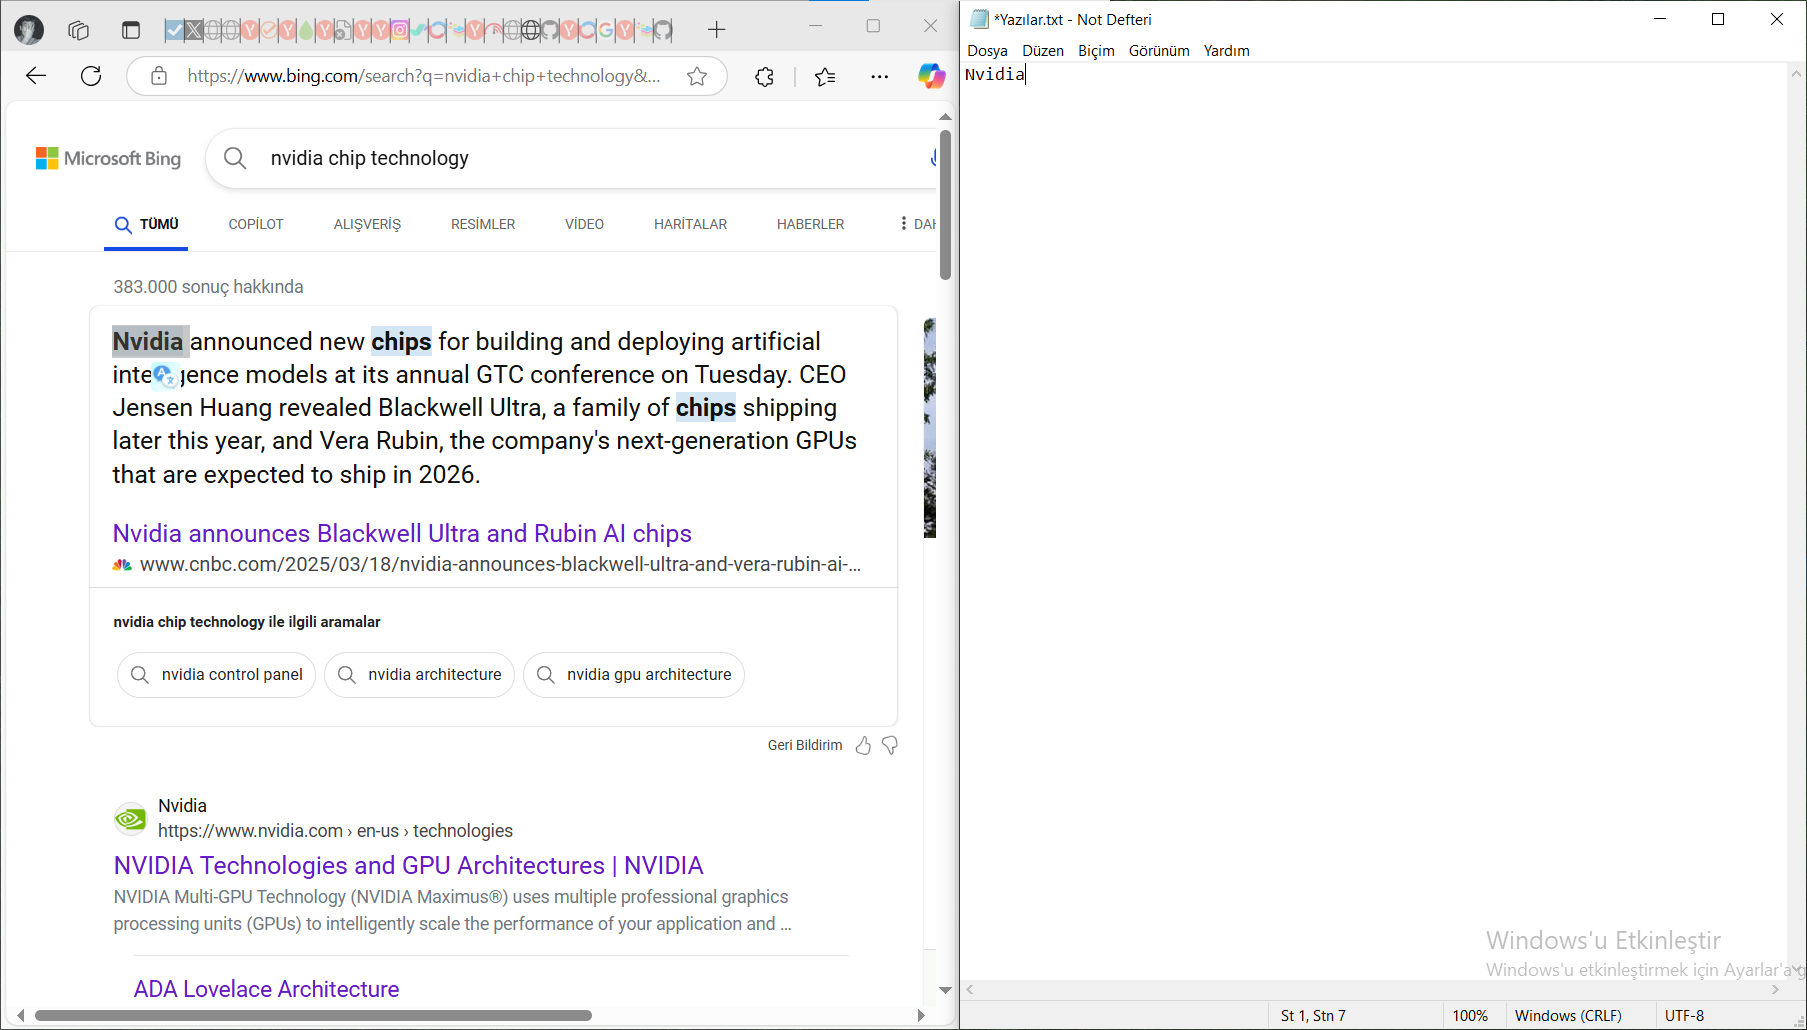 https://www.bing.com/search?q=nvidia+chip+technology&...
Microsoft Bing
nvidia chip technology
TÜMÜ
COPİLOT
ALIŞVERİŞ
RESİMLER
VİDEO
HARİTALAR
HABERLER
383.000 sonuç hakkında
Nvidia announced new chips for building and deploying artificial
inte gence models at its annual GTC conference on Tuesday. CEO
Jensen Huang revealed Blackwell Ultra, a family of chips shipping
later this year, and Vera Rubin, the company's next-generation GPUs
that are expected to ship in 2026.
Nvidia announces Blackwell Ultra and Rubin AI chips
www.cnbc.com/2025/03/18/nvidia-announces-blackwell-ultra-and-vera-rubin-ai-...
nvidia chip technology ile ilgili aramalar
nvidia control panel
nvidia architecture
nvidia gpu architecture
Geri Bildirim
Nvidia
https://www.nvidia.com › en-us › technologies
NVIDIA Technologies and GPU Architectures | NVIDIA
NVIDIA Multi-GPU Technology (NVIDIA Maximus®) uses multiple professional graphics
processing units (GPUs) to intelligently scale the performance of your application and ...
ADA Lovelace Architecture
*Yazılar.txt - Not Defteri
Dosya Düzen Biçim Görünüm Yardım
Nvidia
Windows'u Etkinleştir
Windows'u etkinleştirmek için Ayarlar'a g
St 1, Stn 7
100%
Windows (CRLF)
UTF-8